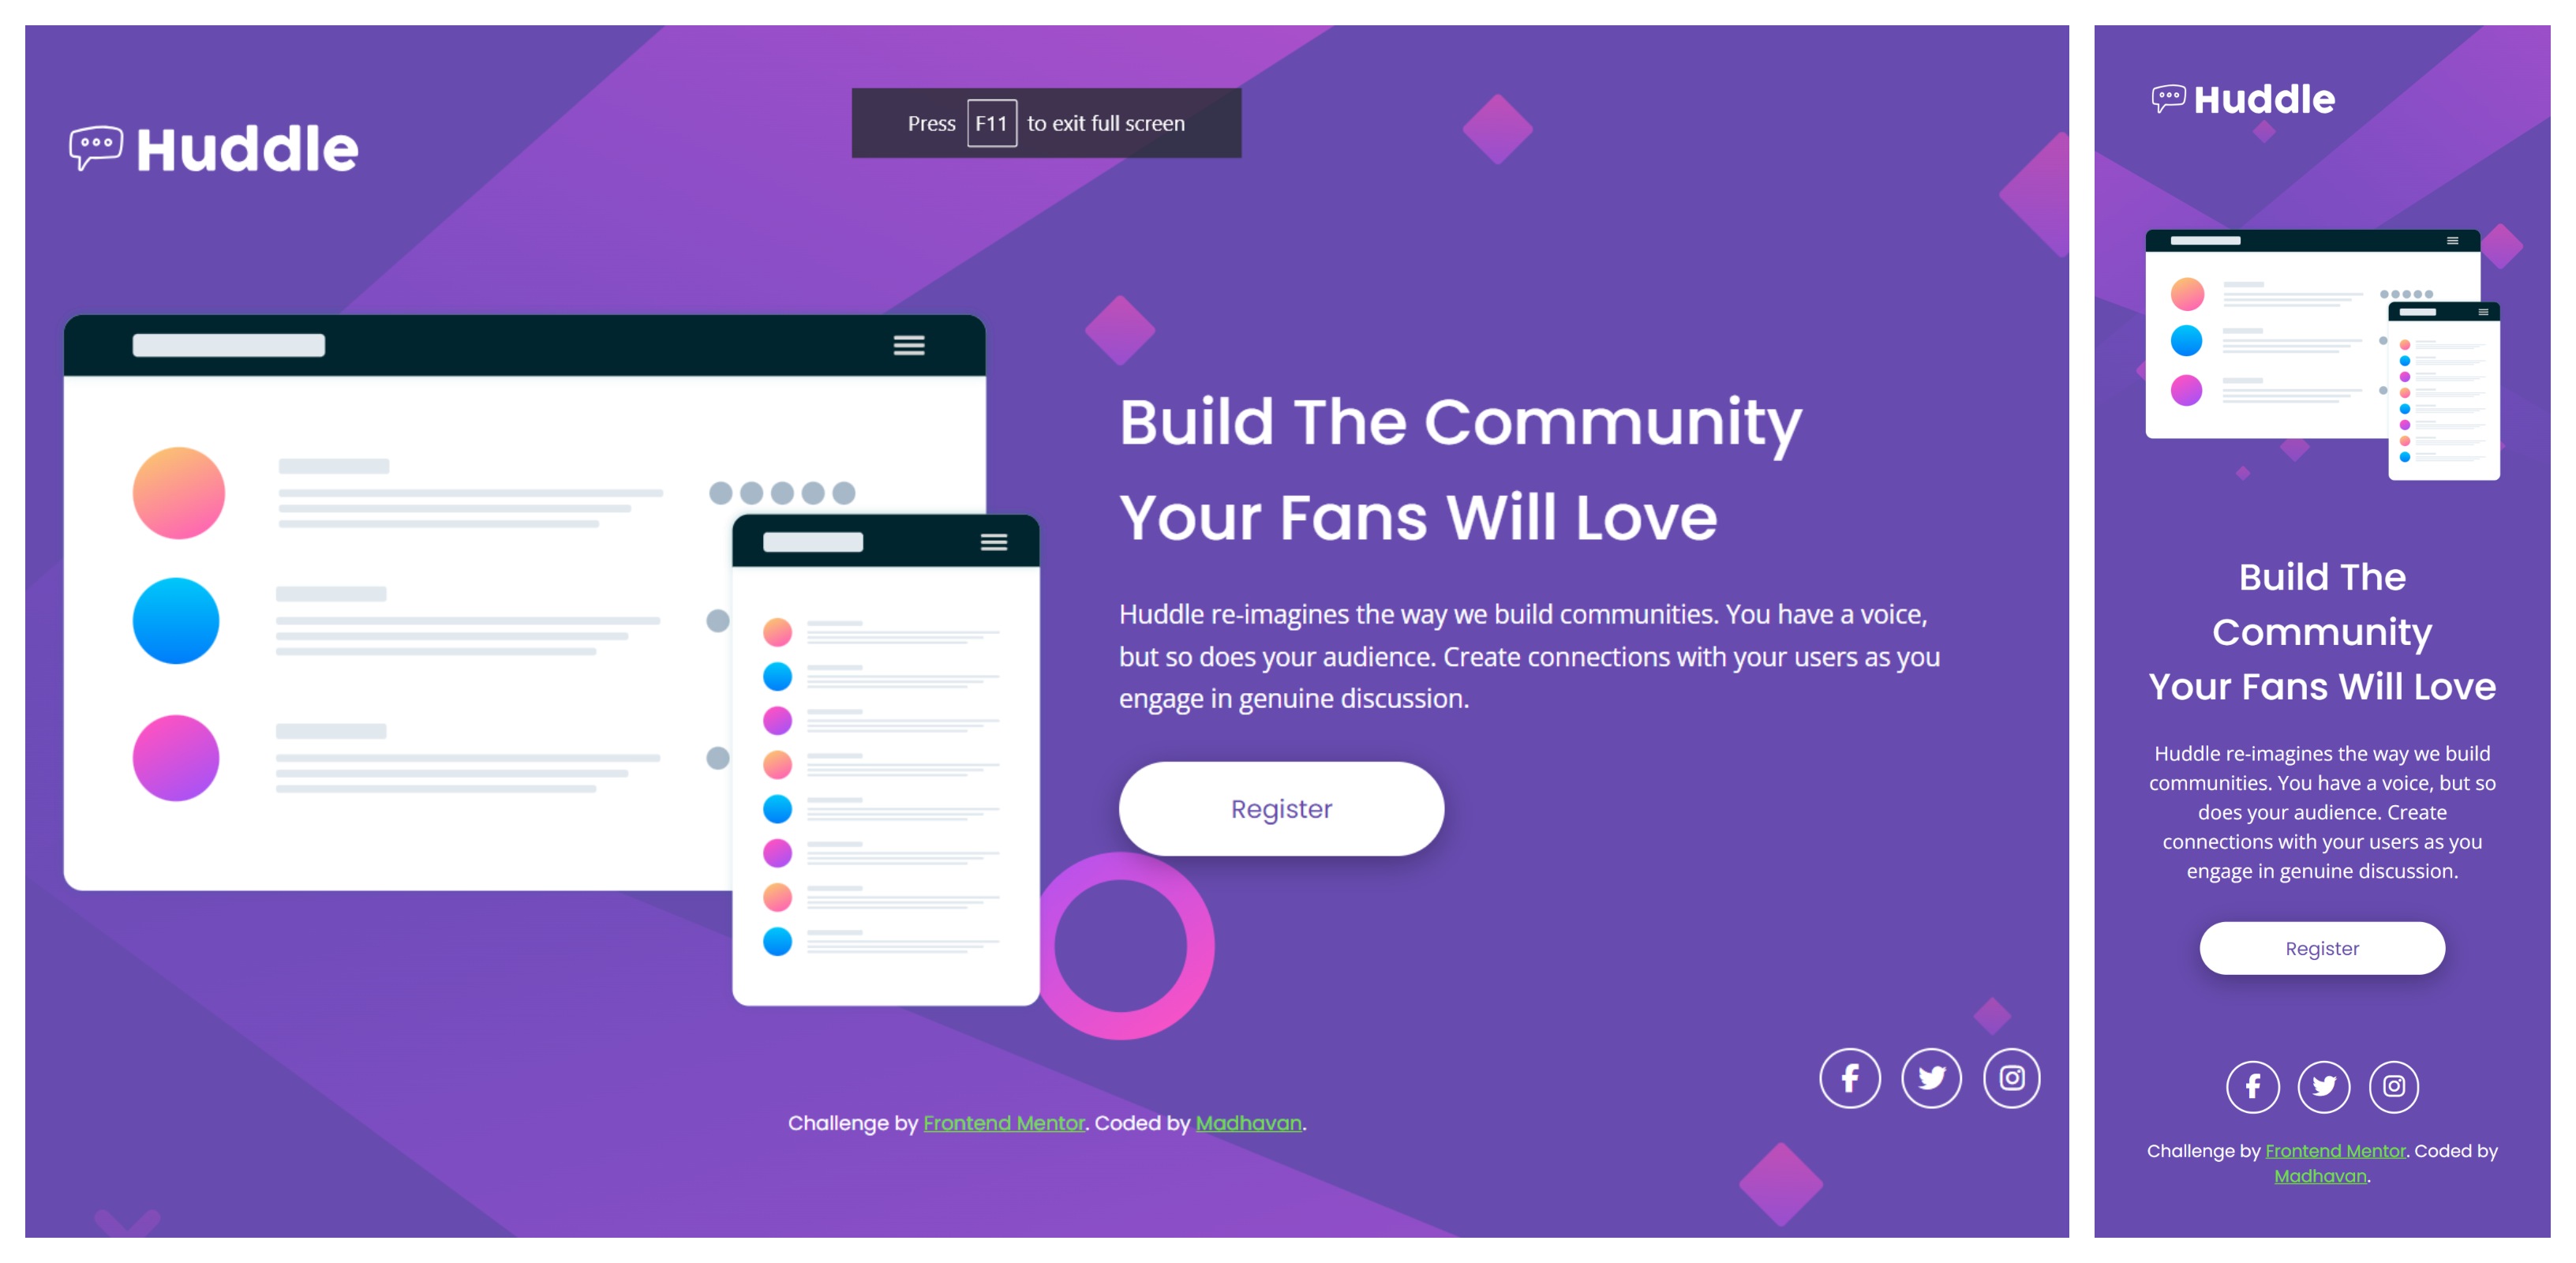 Huddle
Press F11 to exit full screen
Build The Community
Your Fans Will Love
Huddle re-imagines the way we build communities. You have a voice,
but so does your audience. Create connections with your users as you
engage in genuine discussion.
Register
Challenge by Frontend Mentor. Coded by Madhavan.
Huddle
Build The
Community
Your Fans Will Love
Huddle re-imagines the way we build
communities. You have a voice, but so
does your audience. Create
connections with your users as you
engage in genuine discussion.
Register
Challenge by Frontend Mentor. Coded by
Madhavan.